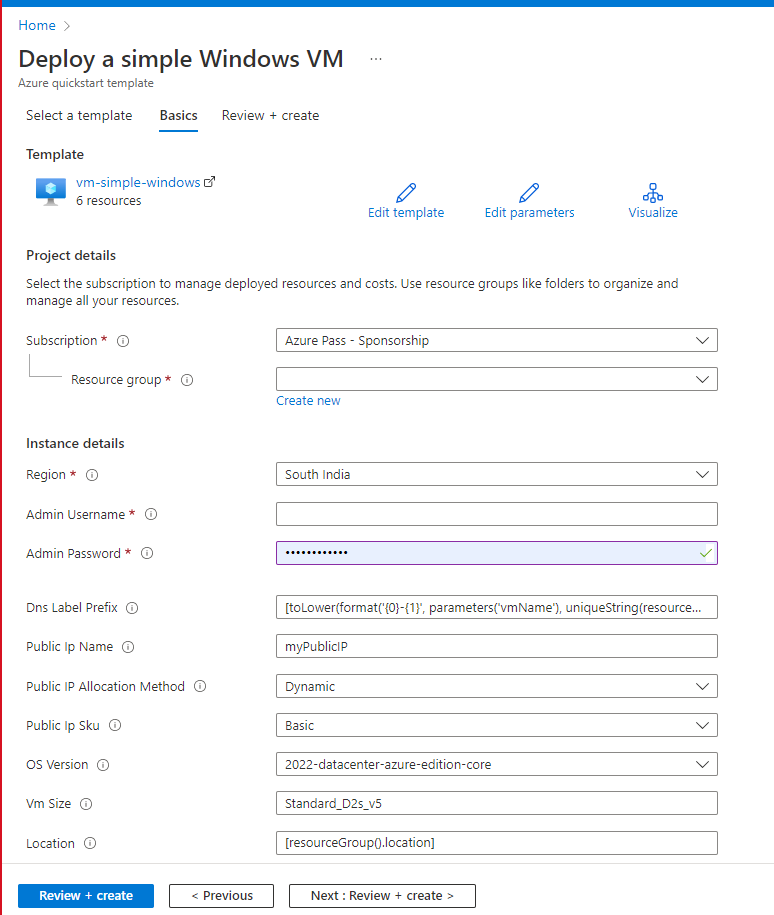 Home >
Deploy a simple Windows VM ...
Azure quickstart template
Select a template Basics Review + create
Template
vm-simple-windows
6 resources
Edit template Edit parameters Visualize
Project details
Select the subscription to manage deployed resources and costs. Use resource groups like folders to organize and
manage all your resources.
Subscription * Azure Pass - Sponsorship
Resource group *
Create new
Instance details
Region * South India
Admin Username *
Admin Password * ••••••••••••
Dns Label Prefix [toLower(format('{0}-{1}', parameters('vmName'), uniqueString(resource...
Public Ip Name myPublicIP
Public IP Allocation Method Dynamic
Public Ip Sku Basic
OS Version 2022-datacenter-azure-edition-core
Vm Size Standard_D2s_v5
Location [resourceGroup().location]
Review + create < Previous Next : Review + create >